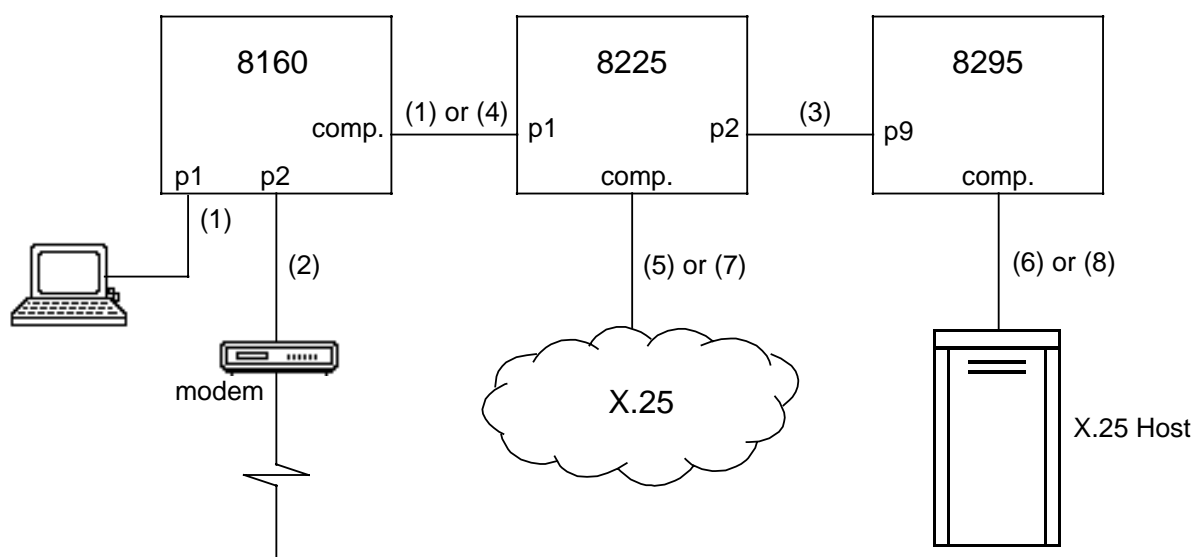 8160
8225
8295
(1) or (4)
(3)
comp.
p1
p2
p9
p1
p2
comp.
comp.
(1)
(2)
(5) or (7)
(6) or (8)
modem
X.25
X.25 Host